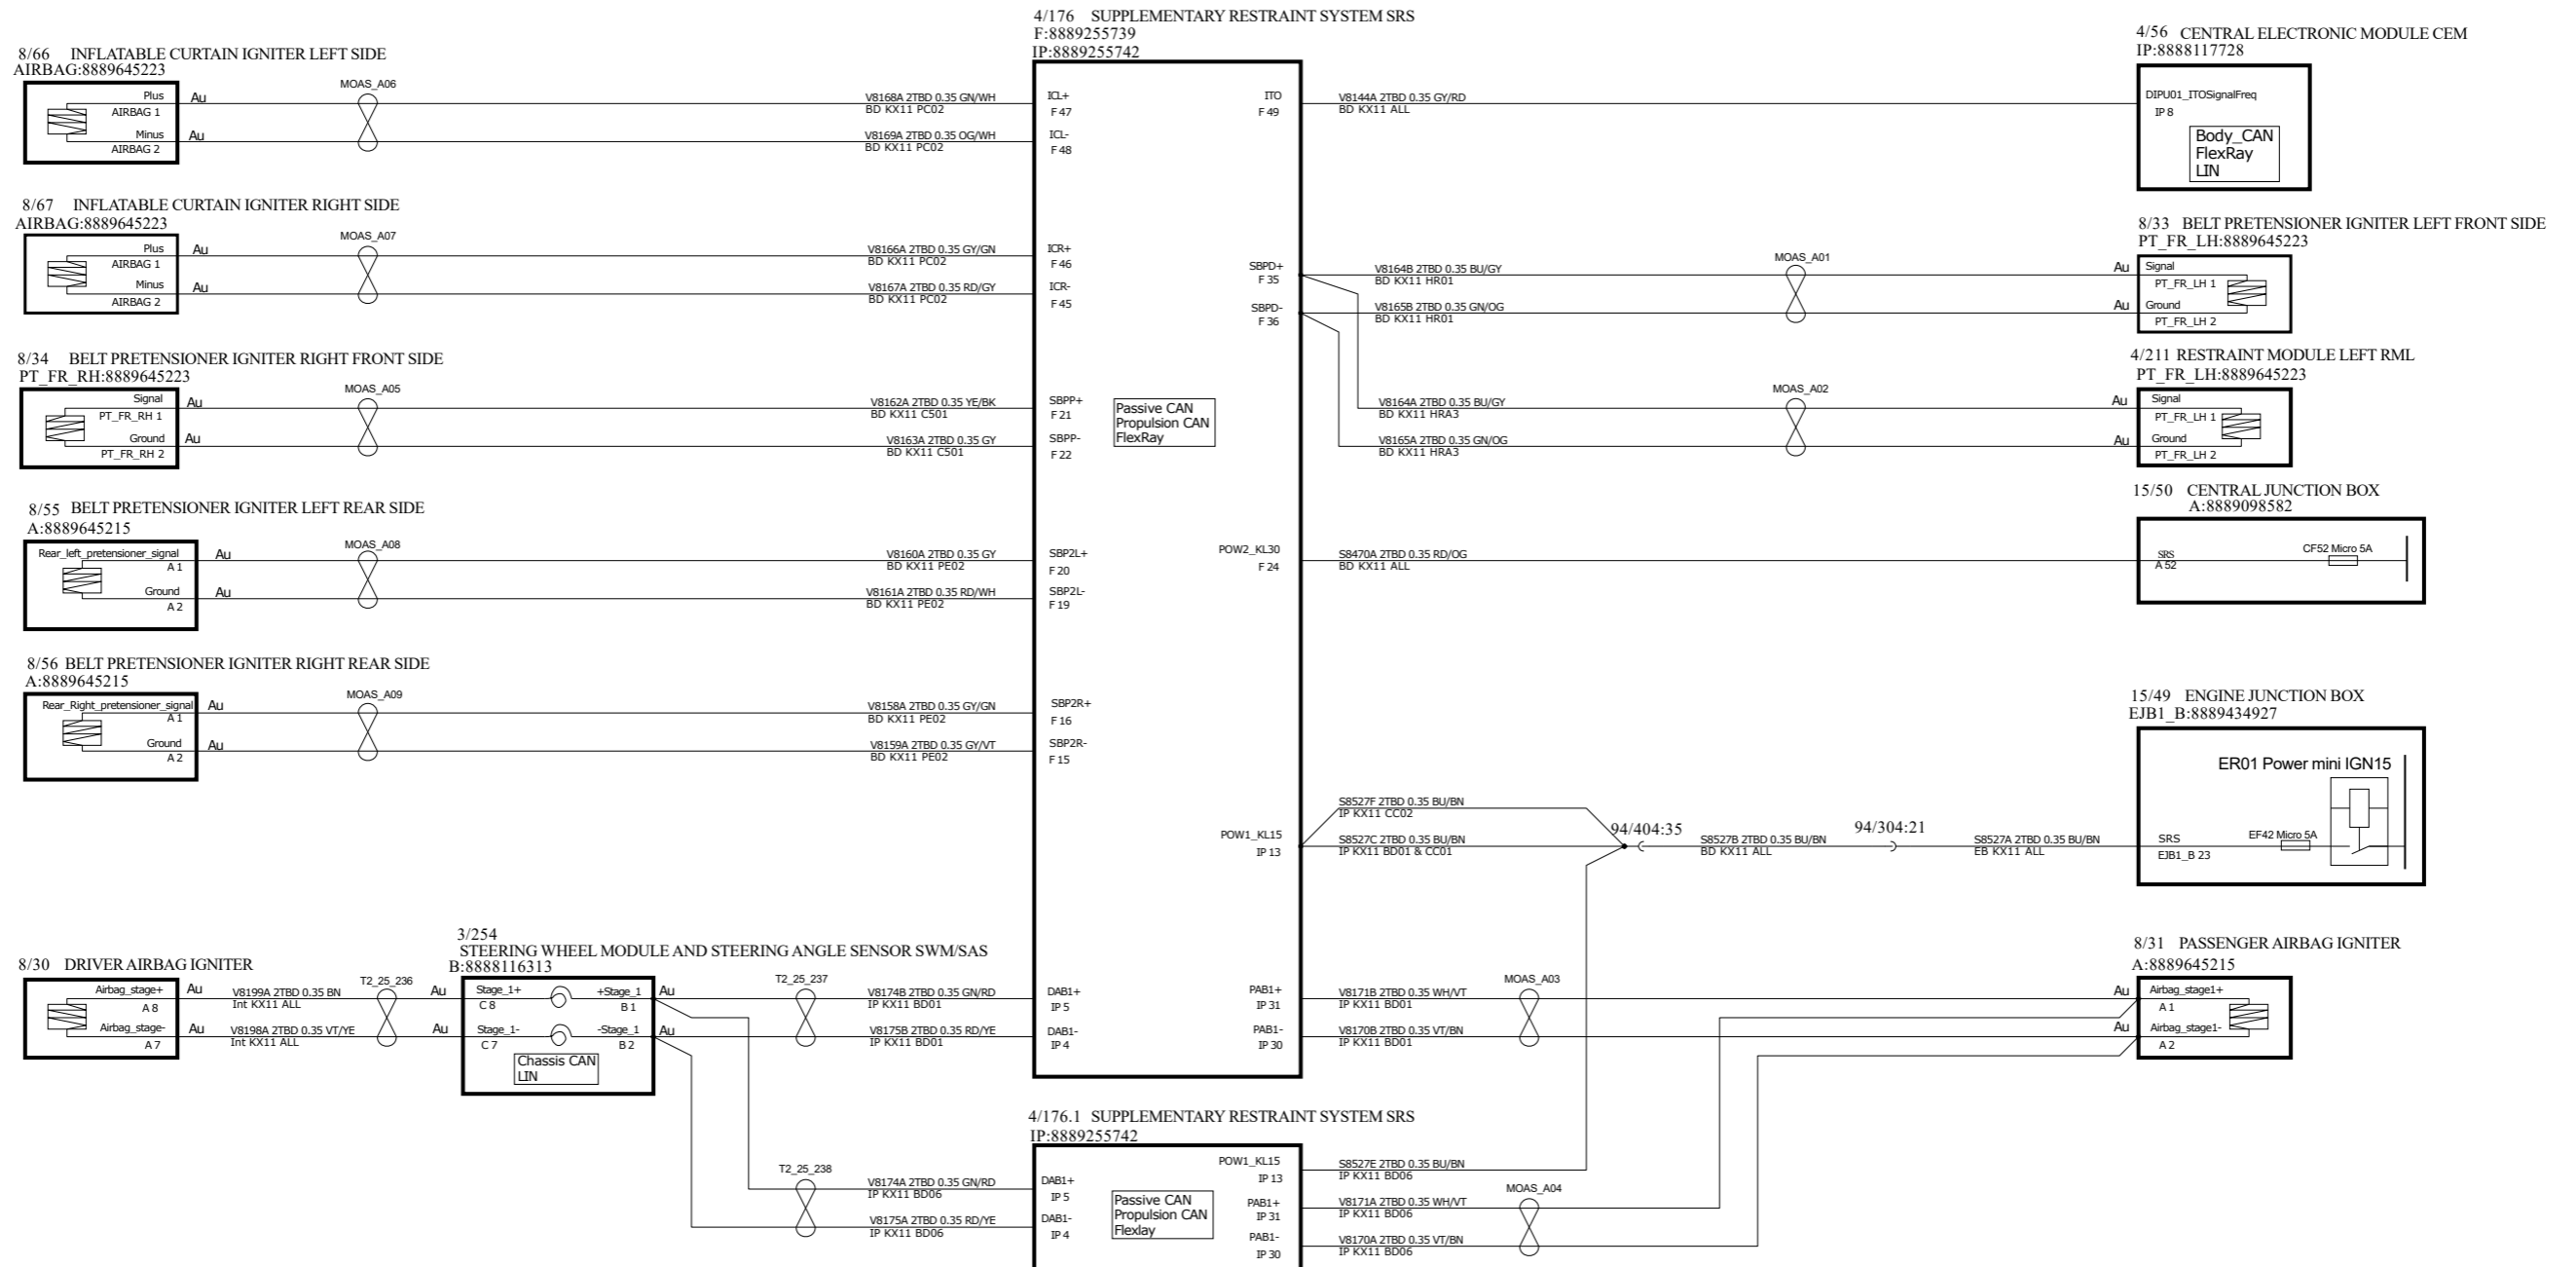 8/66 INFLATABLE CURTAIN IGNITER LEFT SIDE
AIRBAG:8889645223
Plus
AIRBAG 1
Minus
AIRBAG 2
Au
Au
MOAS_A06
V8168A 2TBD 0.35 GN/WH
BD KX11 PC02
V8169A 2TBD 0.35 OG/WH
BD KX11 PC02
8/67 INFLATABLE CURTAIN IGNITER RIGHT SIDE
AIRBAG:8889645223
Plus
AIRBAG 1
Minus
AIRBAG 2
Au
Au
MOAS_A07
V8166A 2TBD 0.35 GY/GN
BD KX11 PC02
V8167A 2TBD 0.35 RD/GY
BD KX11 PC02
8/34 BELT PRETENSIONER IGNITER RIGHT FRONT SIDE
PT_FR_RH:8889645223
Signal
PT_FR_RH 1
Ground
PT_FR_RH 2
Au
Au
MOAS_A05
V8162A 2TBD 0.35 YE/BK
BD KX11 C501
V8163A 2TBD 0.35 GY
BD KX11 C501
8/55 BELT PRETENSIONER IGNITER LEFT REAR SIDE
A:8889645215
Rear_left_pretensioner_signal
A 1
Ground
A 2
Au
Au
MOAS_A08
V8160A 2TBD 0.35 GY
BD KX11 PE02
V8161A 2TBD 0.35 RD/WH
BD KX11 PE02
8/56 BELT PRETENSIONER IGNITER RIGHT REAR SIDE
A:8889645215
Rear_Right_pretensioner_signal
A 1
Ground
A 2
Au
Au
MOAS_A09
V8158A 2TBD 0.35 GY/GN
BD KX11 PE02
V8159A 2TBD 0.35 GY/VT
BD KX11 PE02
8/30 DRIVER AIRBAG IGNITER
Airbag_stage+
A 8
Airbag_stage-
A 7
Au
Au
V8199A 2TBD 0.35 BN
Int KX11 ALL
V8198A 2TBD 0.35 VT/YE
Int KX11 ALL
T2_25_236
Au
Au
3/254
STEERING WHEEL MODULE AND STEERING ANGLE SENSOR SWM/SAS
B:8888116313
Stage_1+
C 8
Stage_1-
C 7
+Stage_1
B 1
-Stage_1
B 2
Chassis CAN
LIN
Au
Au
T2_25_237
V8174B 2TBD 0.35 GN/RD
IP KX11 BD01
V8175B 2TBD 0.35 RD/YE
IP KX11 BD01
T2_25_238
V8174A 2TBD 0.35 GN/RD
IP KX11 BD06
V8175A 2TBD 0.35 RD/YE
IP KX11 BD06
4/176 SUPPLEMENTARY RESTRAINT SYSTEM SRS
F:8889255739
IP:8889255742
ICL+
F 47
ICL-
F 48
ICR+
F 46
ICR-
F 45
SBPP+
F 21
SBPP-
F 22
SBP2L+
F 20
SBP2L-
F 19
SBP2R+
F 16
SBP2R-
F 15
DAB1+
IP 5
DAB1-
IP 4
Passive CAN
Propulsion CAN
FlexRay
ITO
F 49
SBPD+
F 35
SBPD-
F 36
POW2_KL30
F 24
POW1_KL15
IP 13
PAB1+
IP 31
PAB1-
IP 30
4/176.1 SUPPLEMENTARY RESTRAINT SYSTEM SRS
IP:8889255742
DAB1+
IP 5
DAB1-
IP 4
Passive CAN
Propulsion CAN
Flexlay
POW1_KL15
IP 13
PAB1+
IP 31
PAB1-
IP 30
V8144A 2TBD 0.35 GY/RD
BD KX11 ALL
4/56 CENTRAL ELECTRONIC MODULE CEM
IP:8888117728
DIPU01_ITOSignalFreq
IP 8
Body_CAN
FlexRay
LIN
V8164B 2TBD 0.35 BU/GY
BD KX11 HR01
V8165B 2TBD 0.35 GN/OG
BD KX11 HR01
MOAS_A01
Au
Au
8/33 BELT PRETENSIONER IGNITER LEFT FRONT SIDE
PT_FR_LH:8889645223
Signal
PT_FR_LH 1
Ground
PT_FR_LH 2
V8164A 2TBD 0.35 BU/GY
BD KX11 HRA3
V8165A 2TBD 0.35 GN/OG
BD KX11 HRA3
MOAS_A02
Au
Au
4/211 RESTRAINT MODULE LEFT RML
PT_FR_LH:8889645223
Signal
PT_FR_LH 1
Ground
PT_FR_LH 2
S8470A 2TBD 0.35 RD/OG
BD KX11 ALL
15/50 CENTRAL JUNCTION BOX
A:8889098582
SRS
A 52
CF52 Micro 5A
S8527F 2TBD 0.35 BU/BN
IP KX11 CC02
S8527C 2TBD 0.35 BU/BN
IP KX11 BD01 & CC01
94/404:35
S8527B 2TBD 0.35 BU/BN
BD KX11 ALL
94/304:21
S8527A 2TBD 0.35 BU/BN
EB KX11 ALL
15/49 ENGINE JUNCTION BOX
EJB1_B:8889434927
ER01 Power mini IGN15
SRS
EJB1_B 23
EF42 Micro 5A
V8171B 2TBD 0.35 WH/VT
IP KX11 BD01
V8170B 2TBD 0.35 VT/BN
IP KX11 BD01
MOAS_A03
Au
Au
8/31 PASSENGER AIRBAG IGNITER
A:8889645215
Airbag_stage1+
A 1
Airbag_stage1-
A 2
S8527E 2TBD 0.35 BU/BN
IP KX11 BD06
V8171A 2TBD 0.35 WH/VT
IP KX11 BD06
V8170A 2TBD 0.35 VT/BN
IP KX11 BD06
MOAS_A04